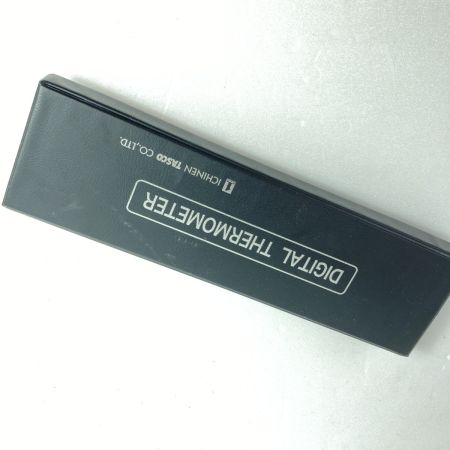 DIGITAL THERMOMETER
ICHINEN TASCO CO.,LTD.